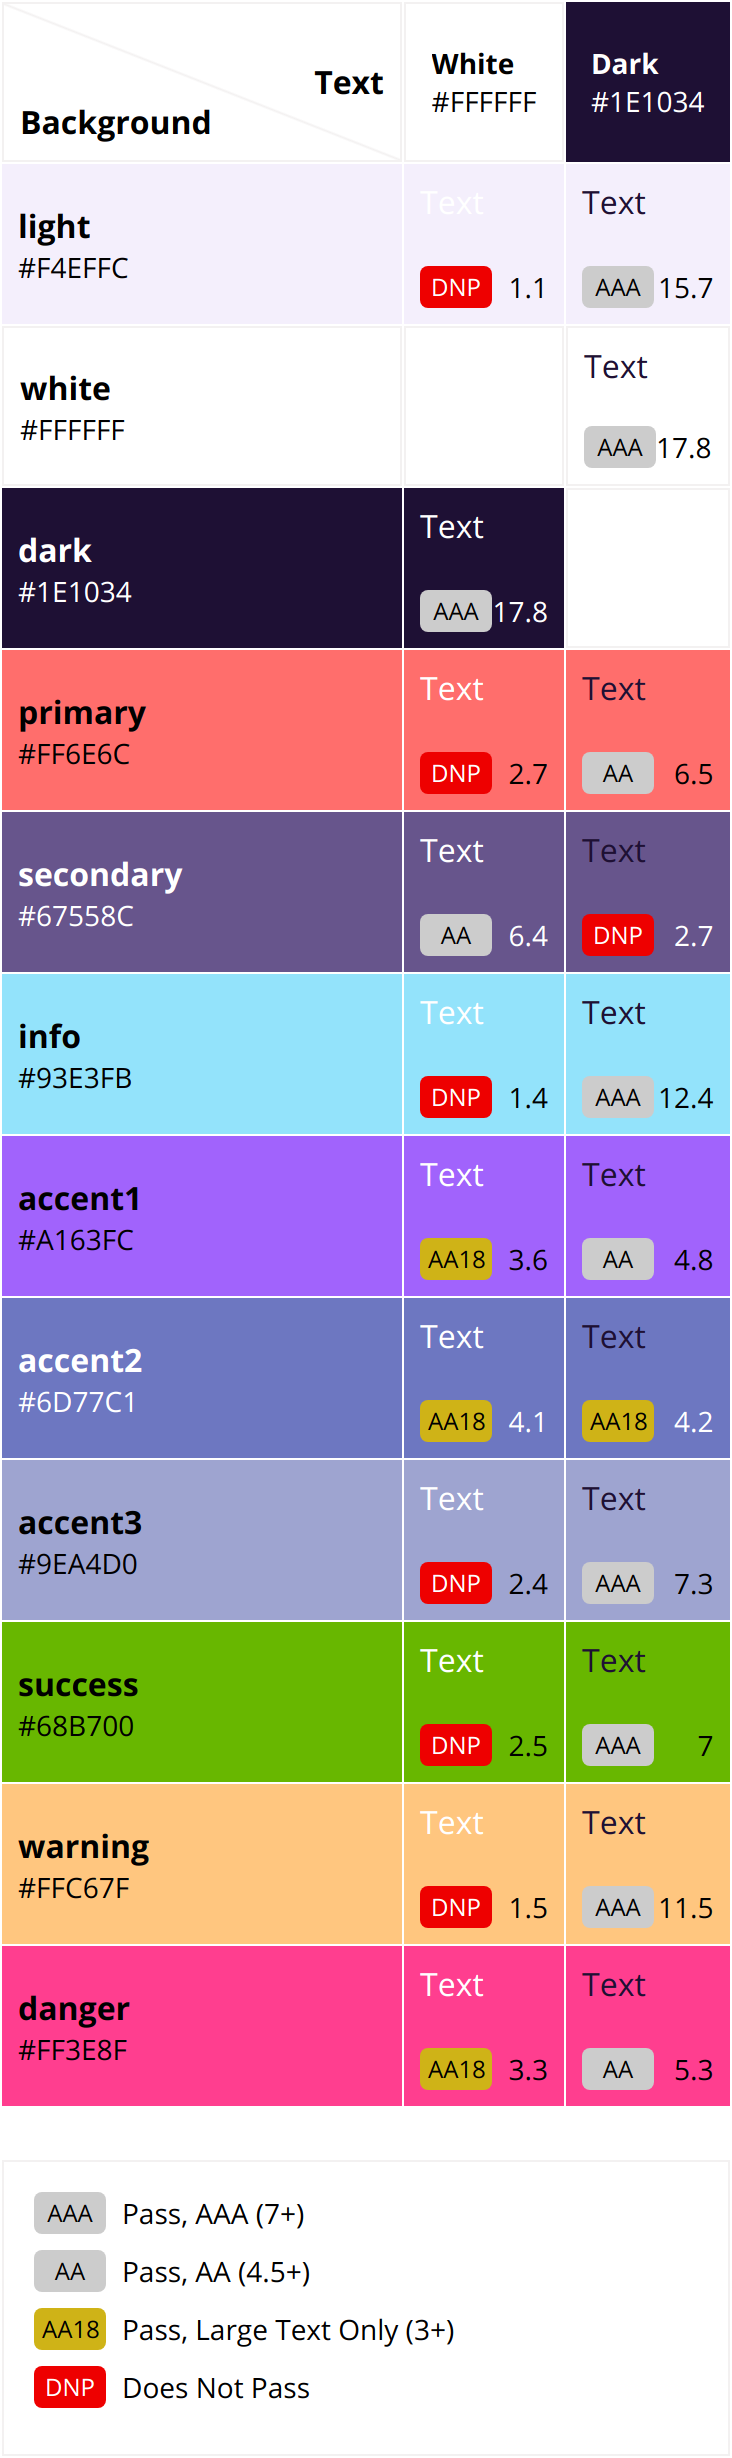 Text
Background
White
#FFFFFF
Dark
#1E1034
light
#F4EFFC
Text
DNP 1.1
Text
AAA 15.7
white
#FFFFFF
Text
AAA 17.8
dark
#1E1034
Text
AAA 17.8
primary
#FF6E6C
Text
DNP 2.7
Text
AA 6.5
secondary
#67558C
Text
AA 6.4
Text
DNP 2.7
info
#93E3FB
Text
DNP 1.4
Text
AAA 12.4
accent1
#A163FC
Text
AA18 3.6
Text
AA 4.8
accent2
#6D77C1
Text
AA18 4.1
Text
AA18 4.2
accent3
#9EA4D0
Text
DNP 2.4
Text
AAA 7.3
success
#68B700
Text
DNP 2.5
Text
AAA 7
warning
#FFC67F
Text
DNP 1.5
Text
AAA 11.5
danger
#FF3E8F
Text
AA18 3.3
Text
AA 5.3
AAA Pass, AAA (7+)
AA Pass, AA (4.5+)
AA18 Pass, Large Text Only (3+)
DNP Does Not Pass